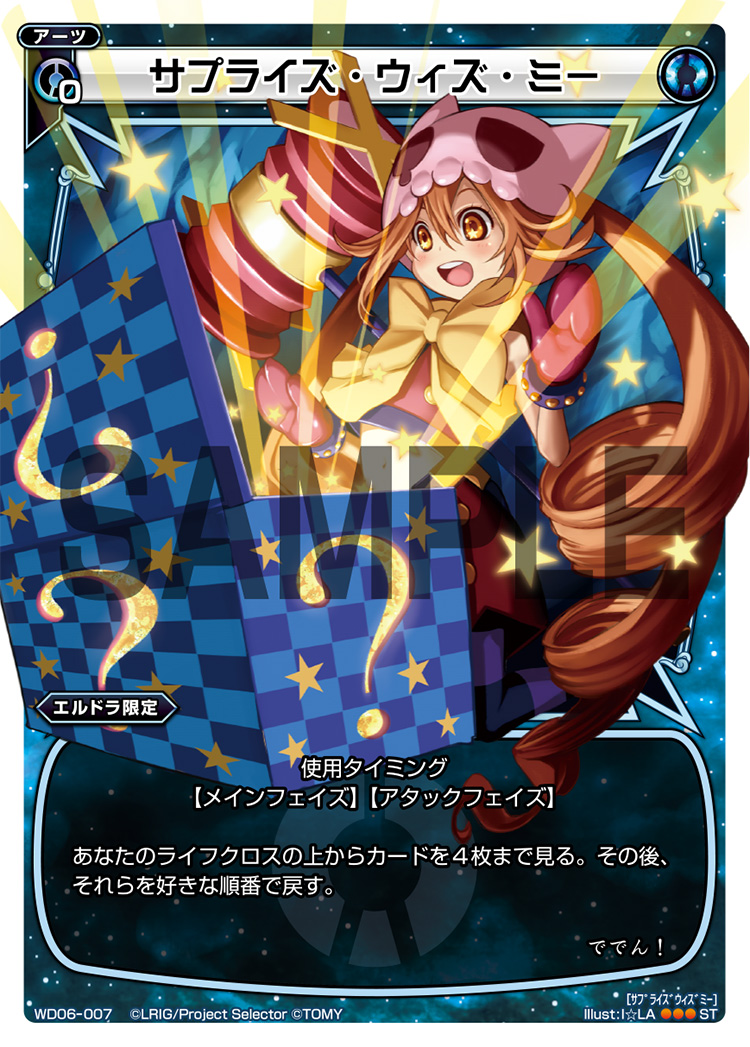 アーツ
サプライズ・ウィズ・ミー
0
?
?
?
SAMPLE
エルドラ限定
使用タイミング
【メインフェイズ】【アタックフェイズ】
あなたのライフクロスの上からカードを４枚まで見る。その後、
それらを好きな順番で戻す。
ででん！
[ｻﾌﾟﾗｲｽﾞｳｨｽﾞﾐｰ]
WD06-007 ©LRIG/Project Selector ©TOMY Illust:I☆LA ST